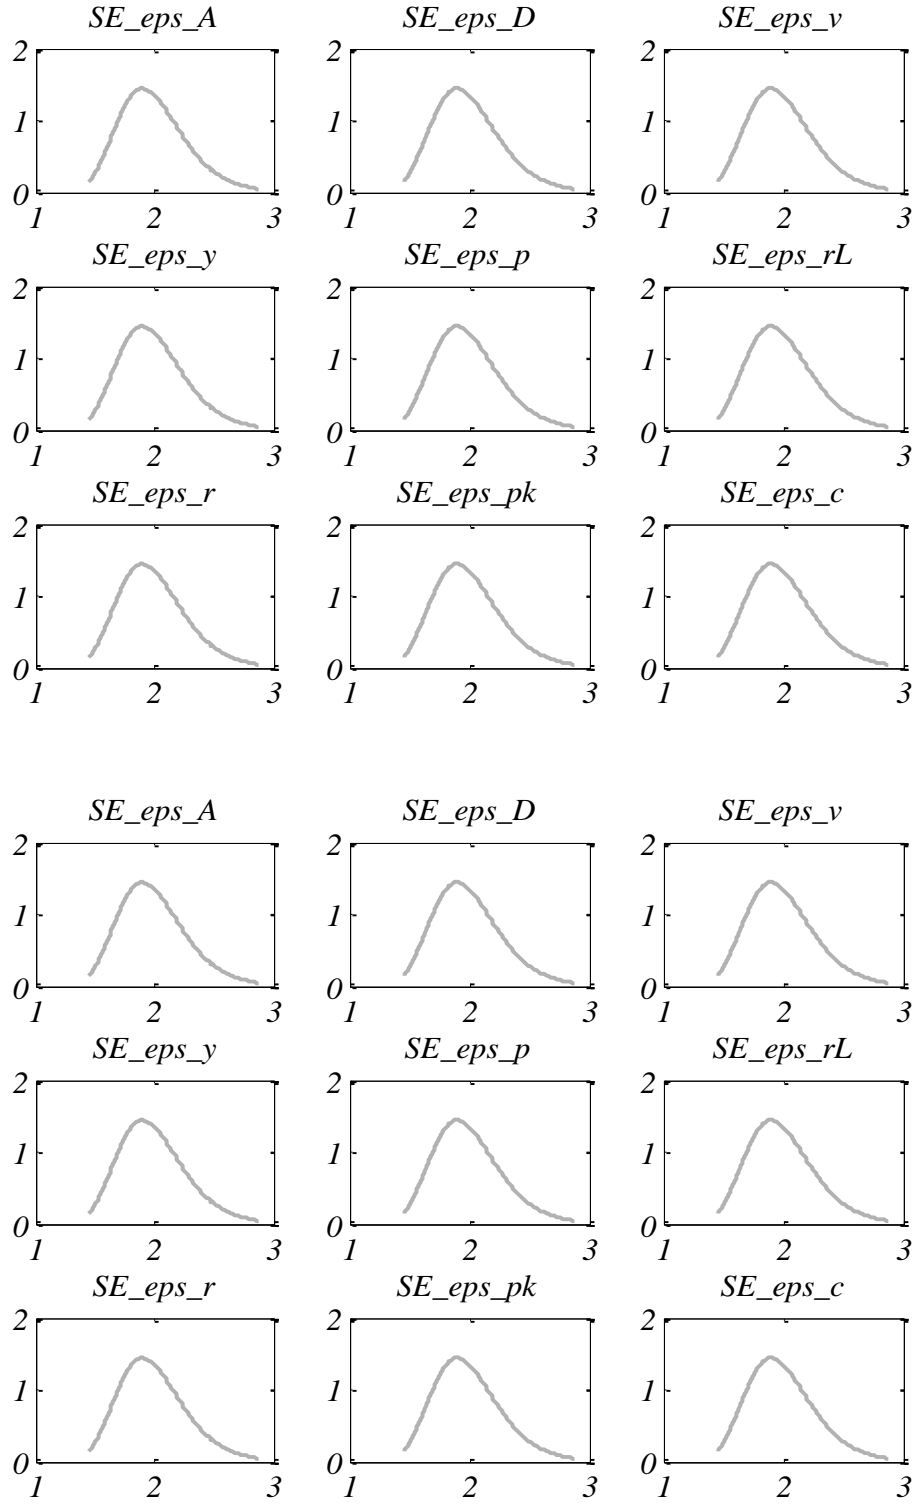 SE_eps_A SE_eps_D SE_eps_v
2 2 2
1 1 1
0 0 0
1 2 3 1 2 3 1 2 3
SE_eps_y SE_eps_p SE_eps_rL
2 2 2
1 1 1
0 0 0
1 2 3 1 2 3 1 2 3
SE_eps_r SE_eps_pk SE_eps_c
2 2 2
1 1 1
0 0 0
1 2 3 1 2 3 1 2 3
SE_eps_A SE_eps_D SE_eps_v
2 2 2
1 1 1
0 0 0
1 2 3 1 2 3 1 2 3
SE_eps_y SE_eps_p SE_eps_rL
2 2 2
1 1 1
0 0 0
1 2 3 1 2 3 1 2 3
SE_eps_r SE_eps_pk SE_eps_c
2 2 2
1 1 1
0 0 0
1 2 3 1 2 3 1 2 3